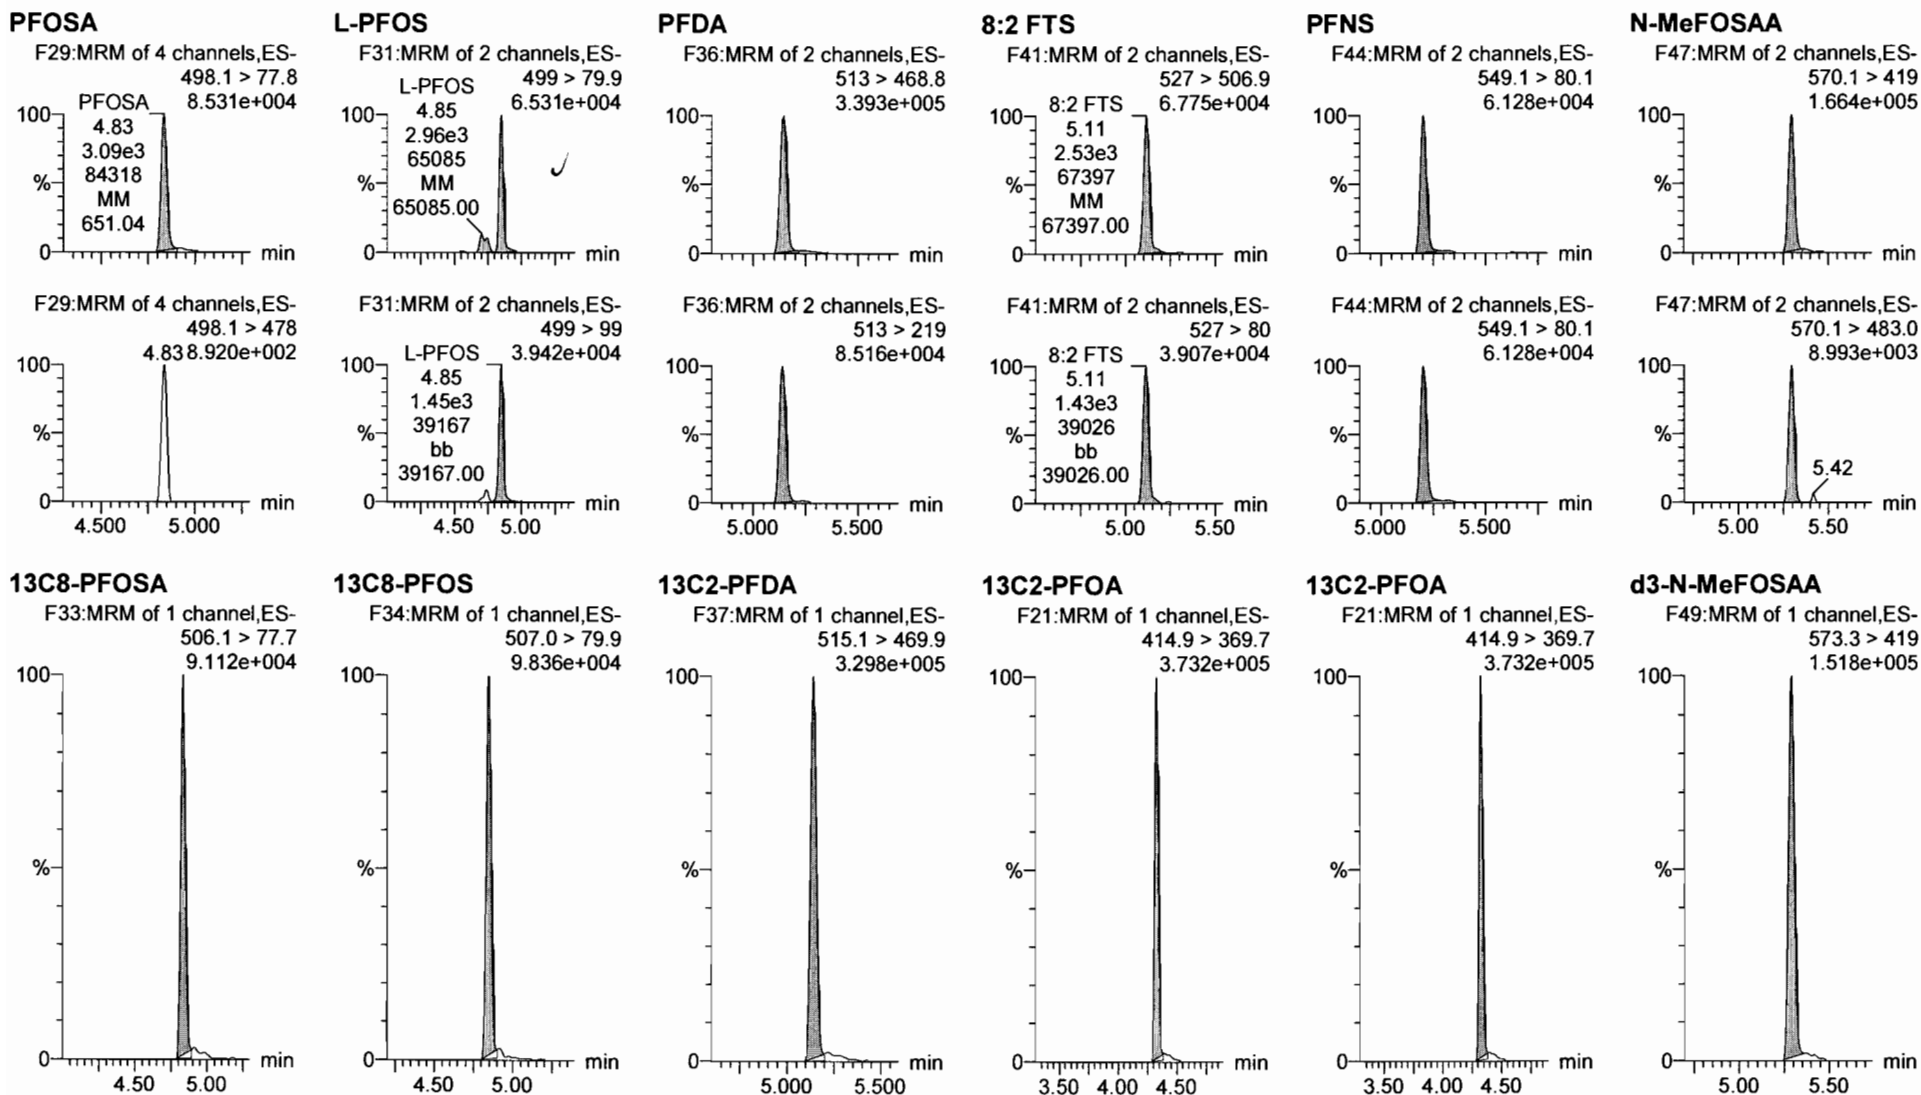 PFOSA
F29:MRM of 4 channels,ES-
498.1 > 77.8
8.531e+004
100
PFOSA
4.83
3.09e3
84318
MM
651.04
%
0
min
F29:MRM of 4 channels,ES-
498.1 > 478
4.83 8.920e+002
100
%
0
min
4.500 5.000
L-PFOS
F31:MRM of 2 channels,ES-
499 > 79.9
6.531e+004
L-PFOS
4.85
2.96e3
65085
MM
65085.00
100
%
0
min
F31:MRM of 2 channels,ES-
499 > 99
3.942e+004
L-PFOS
4.85
1.45e3
39167
bb
39167.00
100
%
0
min
4.50 5.00
PFDA
F36:MRM of 2 channels,ES-
513 > 468.8
3.393e+005
100
%
0
min
F36:MRM of 2 channels,ES-
513 > 219
8.516e+004
100
%
0
min
5.000 5.500
8:2 FTS
F41:MRM of 2 channels,ES-
527 > 506.9
6.775e+004
8:2 FTS
5.11
2.53e3
67397
MM
67397.00
100
%
0
min
F41:MRM of 2 channels,ES-
527 > 80
3.907e+004
8:2 FTS
5.11
1.43e3
39026
bb
39026.00
100
%
0
min
5.00 5.50
PFNS
F44:MRM of 2 channels,ES-
549.1 > 80.1
6.128e+004
100
%
0
min
F44:MRM of 2 channels,ES-
549.1 > 80.1
6.128e+004
100
%
0
min
5.000 5.500
N-MeFOSAA
F47:MRM of 2 channels,ES-
570.1 > 419
1.664e+005
100
%
0
min
F47:MRM of 2 channels,ES-
570.1 > 483.0
8.993e+003
100
%
5.42
0
min
5.00 5.50
13C8-PFOSA
F33:MRM of 1 channel,ES-
506.1 > 77.7
9.112e+004
100
%
0
min
4.50 5.00
13C8-PFOS
F34:MRM of 1 channel,ES-
507.0 > 79.9
9.836e+004
100
%
0
min
4.50 5.00
13C2-PFDA
F37:MRM of 1 channel,ES-
515.1 > 469.9
3.298e+005
100
%
0
min
5.000 5.500
13C2-PFOA
F21:MRM of 1 channel,ES-
414.9 > 369.7
3.732e+005
100
%
0
min
3.50 4.00 4.50
13C2-PFOA
F21:MRM of 1 channel,ES-
414.9 > 369.7
3.732e+005
100
%
0
min
3.50 4.00 4.50
d3-N-MeFOSAA
F49:MRM of 1 channel,ES-
573.3 > 419
1.518e+005
100
%
0
min
5.00 5.50